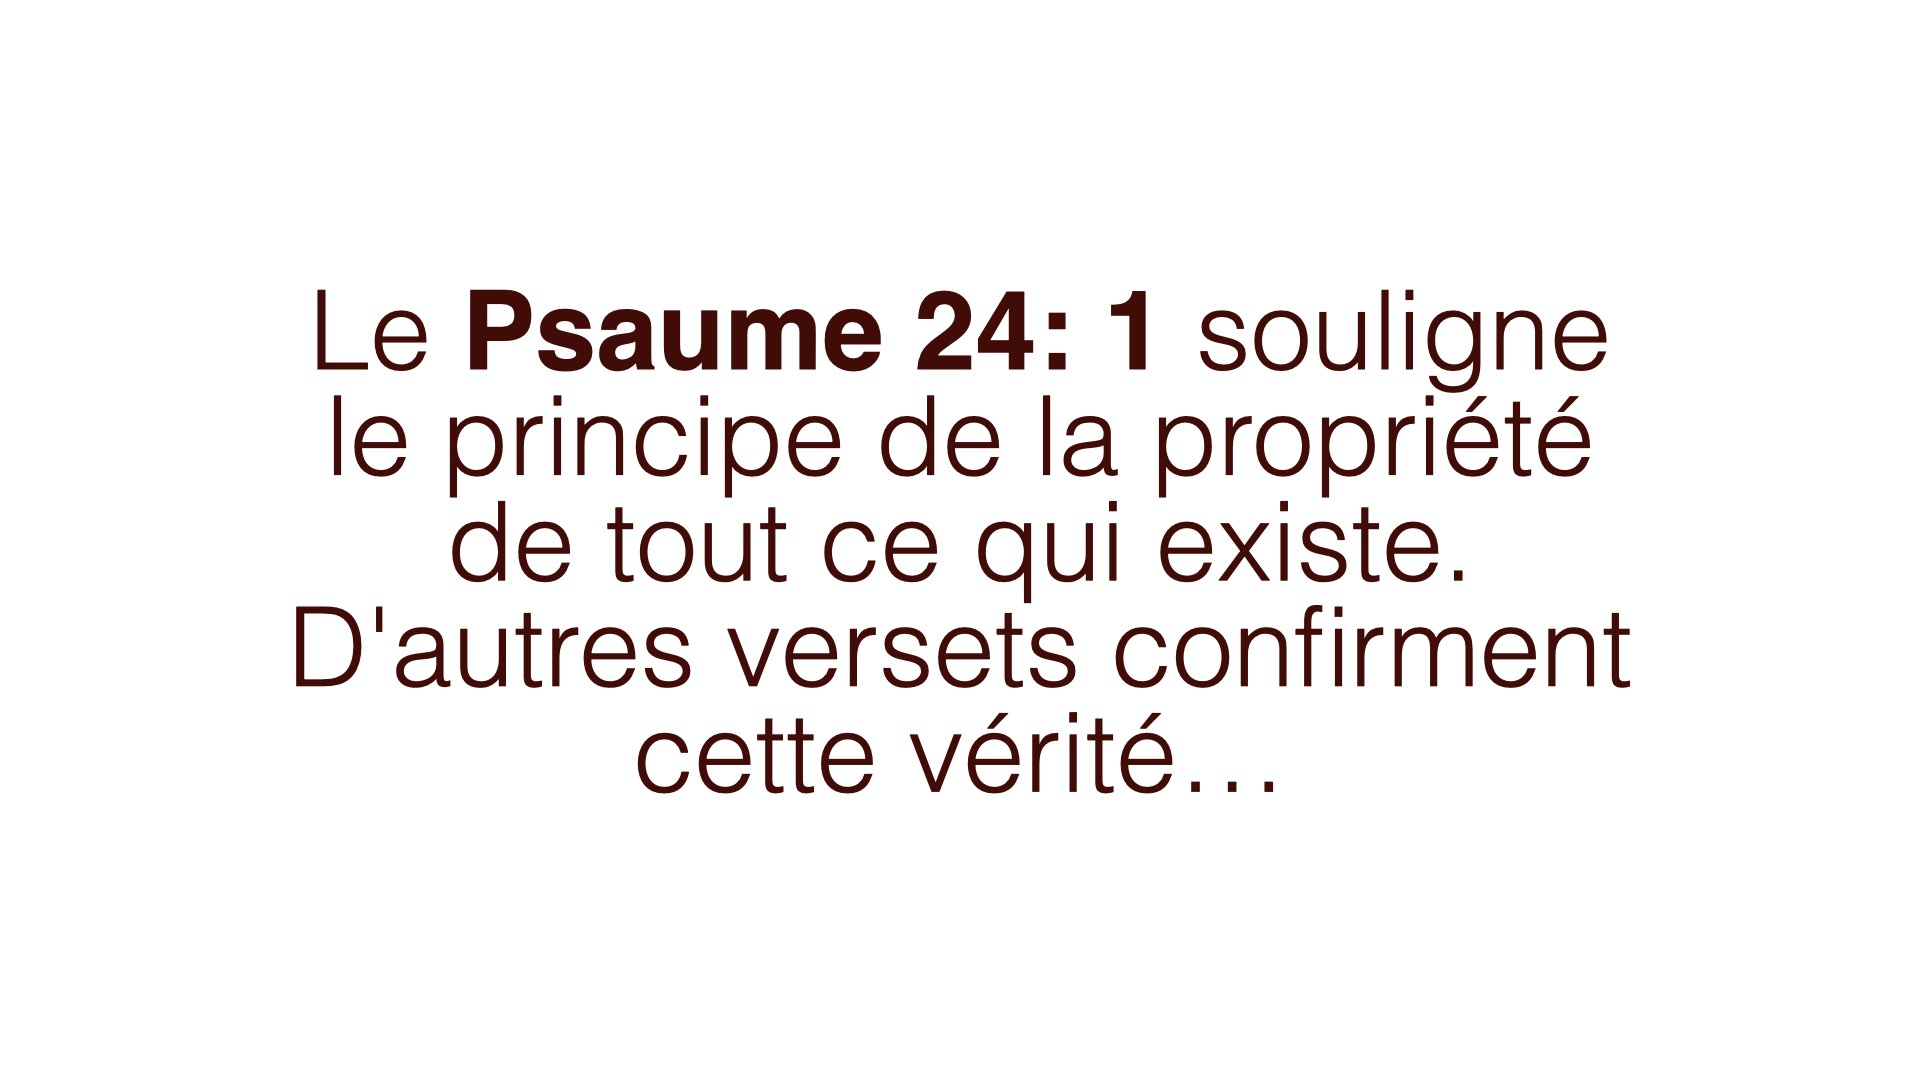 Le Psaume 24: 1 souligne
le principe de la propriété
de tout ce qui existe.
D'autres versets confirment
cette vérité…